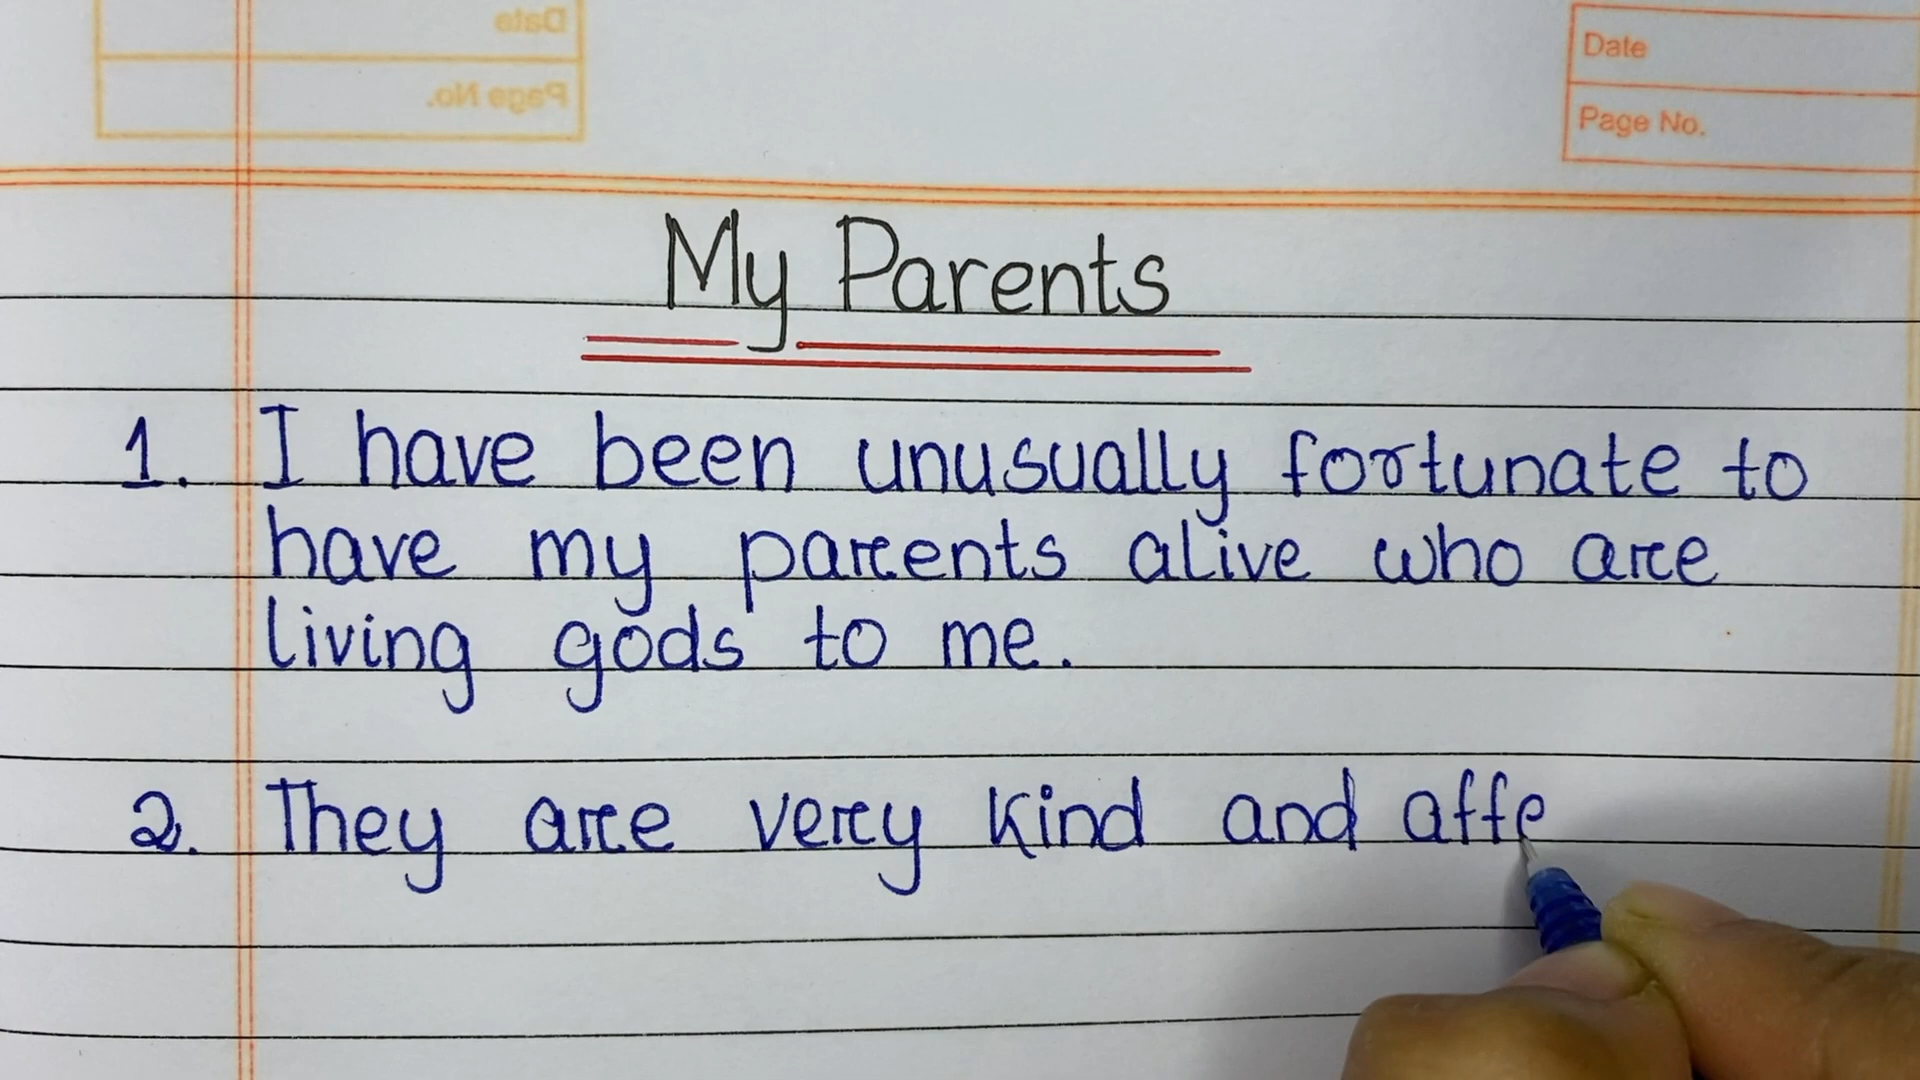 Date
Page No.
Date
Page No.
My Parents
1. I have been unusually fortunate to
have my parents alive who are
living gods to me.
2. They are very kind and affe